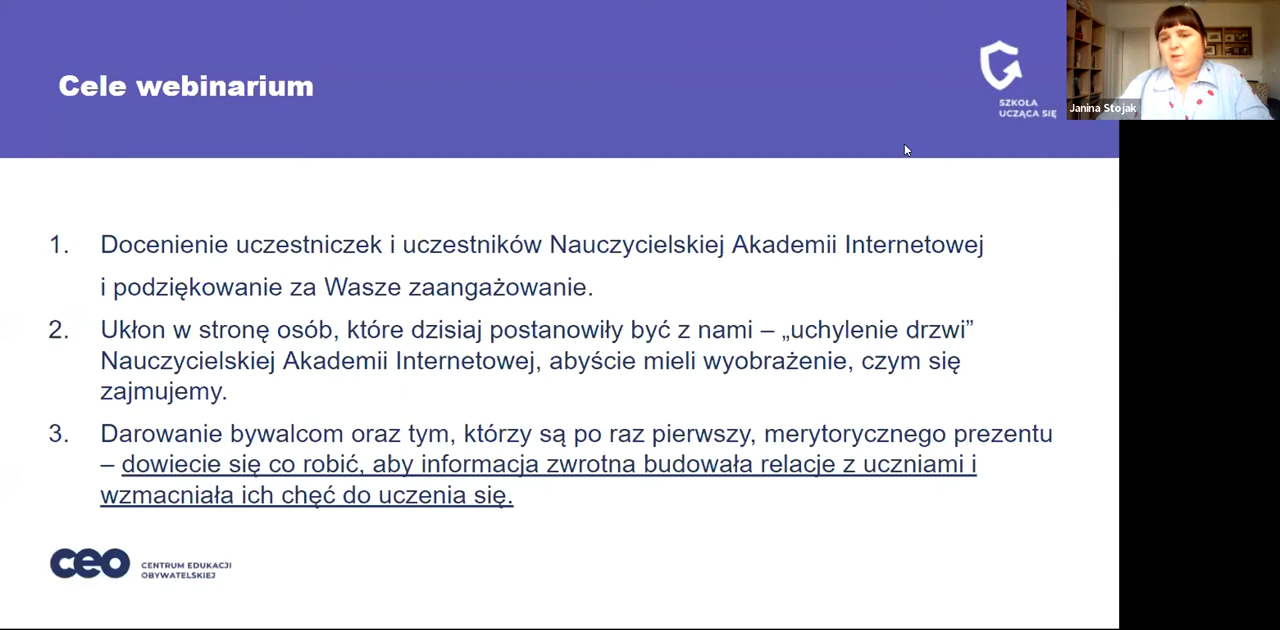 Cele webinarium
SZKOŁA
UCZĄCA SIĘ
Janina Stojak
1. Docenienie uczestniczek i uczestników Nauczycielskiej Akademii Internetowej
i podziękowanie za Wasze zaangażowanie.
2. Ukłon w stronę osób, które dzisiaj postanowiły być z nami – „uchylenie drzwi”
Nauczycielskiej Akademii Internetowej, abyście mieli wyobrażenie, czym się
zajmujemy.
3. Darowanie bywalcom oraz tym, którzy są po raz pierwszy, merytorycznego prezentu
– dowiecie się co robić, aby informacja zwrotna budowała relacje z uczniami i
wzmacniała ich chęć do uczenia się.
ceo CENTRUM EDUKACJI
OBYWATELSKIEJ